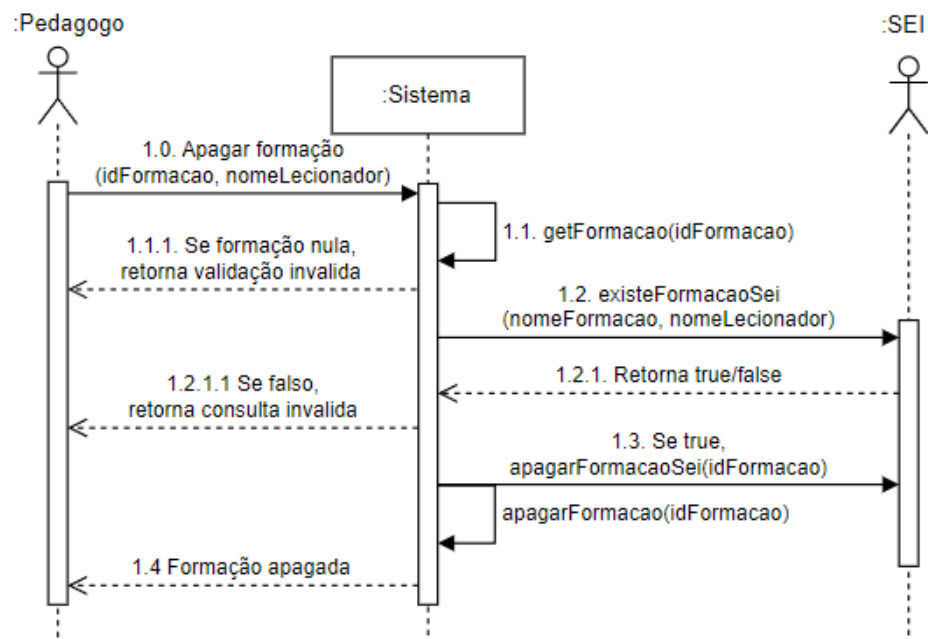 :Pedagogo
:SEI
:Sistema
1.0. Apagar formação
(idFormacao, nomeLecionador)
1.1. getFormacao(idFormacao)
1.1.1. Se formação nula,
retorna validação invalida
1.2. existeFormacaoSei
(nomeFormacao, nomeLecionador)
1.2.1. Retorna true/false
1.2.1.1 Se falso,
retorna consulta invalida
1.3. Se true,
apagarFormacaoSei(idFormacao)
apagarFormacao(idFormacao)
1.4 Formação apagada